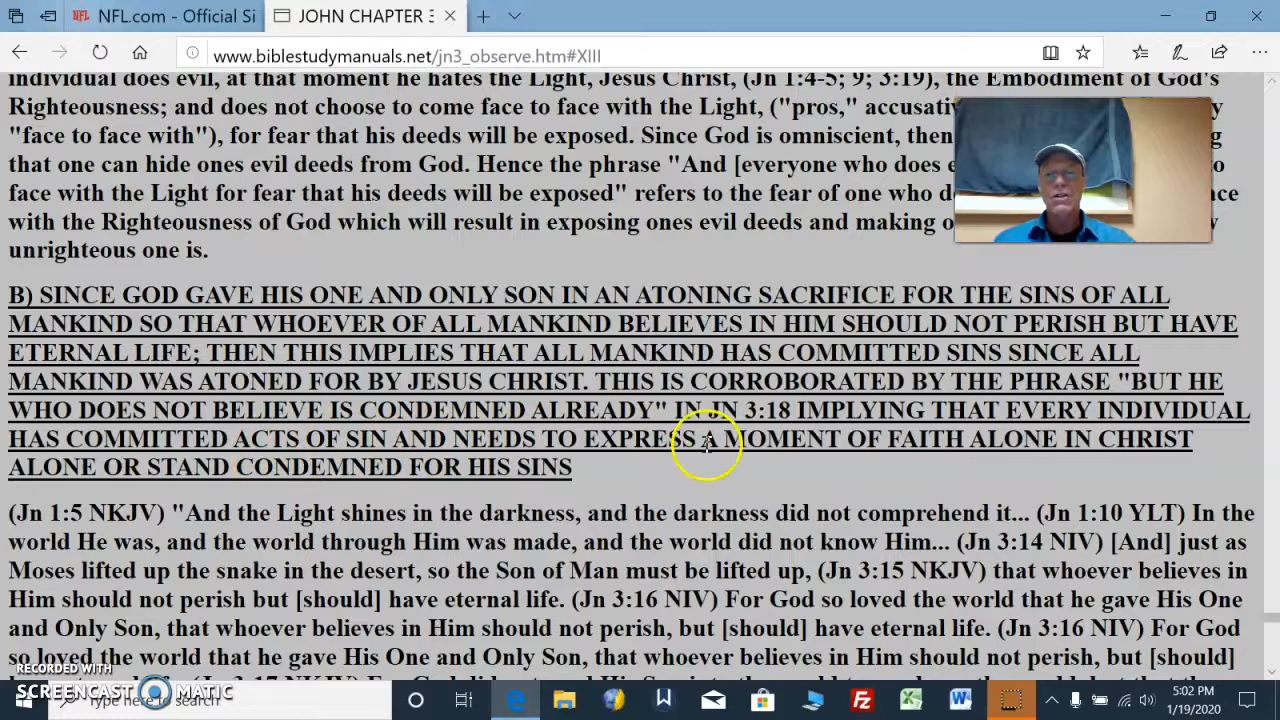 NFL.com - Official Si
JOHN CHAPTER 3
www.biblestudymanuals.net/jn3_observe.htm#XIII
individual does evil, at that moment he hates the Light, Jesus Christ, (Jn 1:4-5; 9; 3:19), the Embodiment of God's
Righteousness; and does not choose to come face to face with the Light, ("pros," accusativ
"face to face with"), for fear that his deeds will be exposed. Since God is omniscient, then
that one can hide ones evil deeds from God. Hence the phrase "And [everyone who does e to
face with the Light for fear that his deeds will be exposed" refers to the fear of one who do ace
with the Righteousness of God which will result in exposing ones evil deeds and making o y
unrighteous one is.
B) SINCE GOD GAVE HIS ONE AND ONLY SON IN AN ATONING SACRIFICE FOR THE SINS OF ALL
MANKIND SO THAT WHOEVER OF ALL MANKIND BELIEVES IN HIM SHOULD NOT PERISH BUT HAVE
ETERNAL LIFE; THEN THIS IMPLIES THAT ALL MANKIND HAS COMMITTED SINS SINCE ALL
MANKIND WAS ATONED FOR BY JESUS CHRIST. THIS IS CORROBORATED BY THE PHRASE "BUT HE
WHO DOES NOT BELIEVE IS CONDEMNED ALREADY" IN IN 3:18 IMPLYING THAT EVERY INDIVIDUAL
HAS COMMITTED ACTS OF SIN AND NEEDS TO EXPRESS A MOMENT OF FAITH ALONE IN CHRIST
ALONE OR STAND CONDEMNED FOR HIS SINS
(Jn 1:5 NKJV) "And the Light shines in the darkness, and the darkness did not comprehend it... (Jn 1:10 YLT) In the
world He was, and the world through Him was made, and the world did not know Him... (Jn 3:14 NIV) [And] just as
Moses lifted up the snake in the desert, so the Son of Man must be lifted up, (Jn 3:15 NKJV) that whoever believes in
Him should not perish but [should] have eternal life. (Jn 3:16 NIV) For God so loved the world that he gave His One
and Only Son, that whoever believes in Him should not perish, but [should] have eternal life. (Jn 3:16 NIV) For God
so loved the world that he gave His One and Only Son, that whoever believes in Him should not perish, but [should]
RECORDED WITH
SCREENCAST MATIC
Type here to search
5:02 PM
1/19/2020